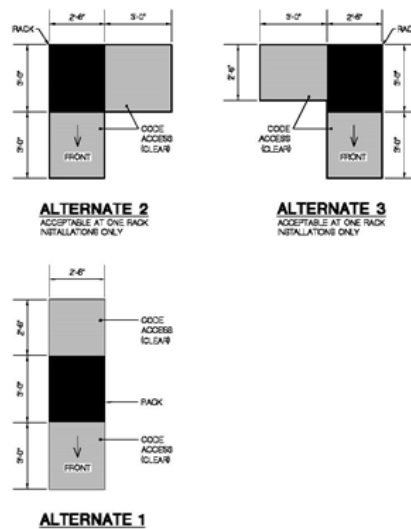 2'-6" 3'-0"
RACK
3'-0"
3'-0"
CODE
ACCESS
(CLEAR)
FRONT
ALTERNATE 2
ACCEPTABLE AT ONE RACK
INSTALLATIONS ONLY
3'-0" 2'-6"
RACK
2'-6"
3'-0"
3'-0"
CODE
ACCESS
(CLEAR)
FRONT
ALTERNATE 3
ACCEPTABLE AT ONE RACK
INSTALLATIONS ONLY
2'-6"
2'-6"
3'-0"
3'-0"
CODE
ACCESS
(CLEAR)
RACK
CODE
ACCESS
(CLEAR)
FRONT
ALTERNATE 1